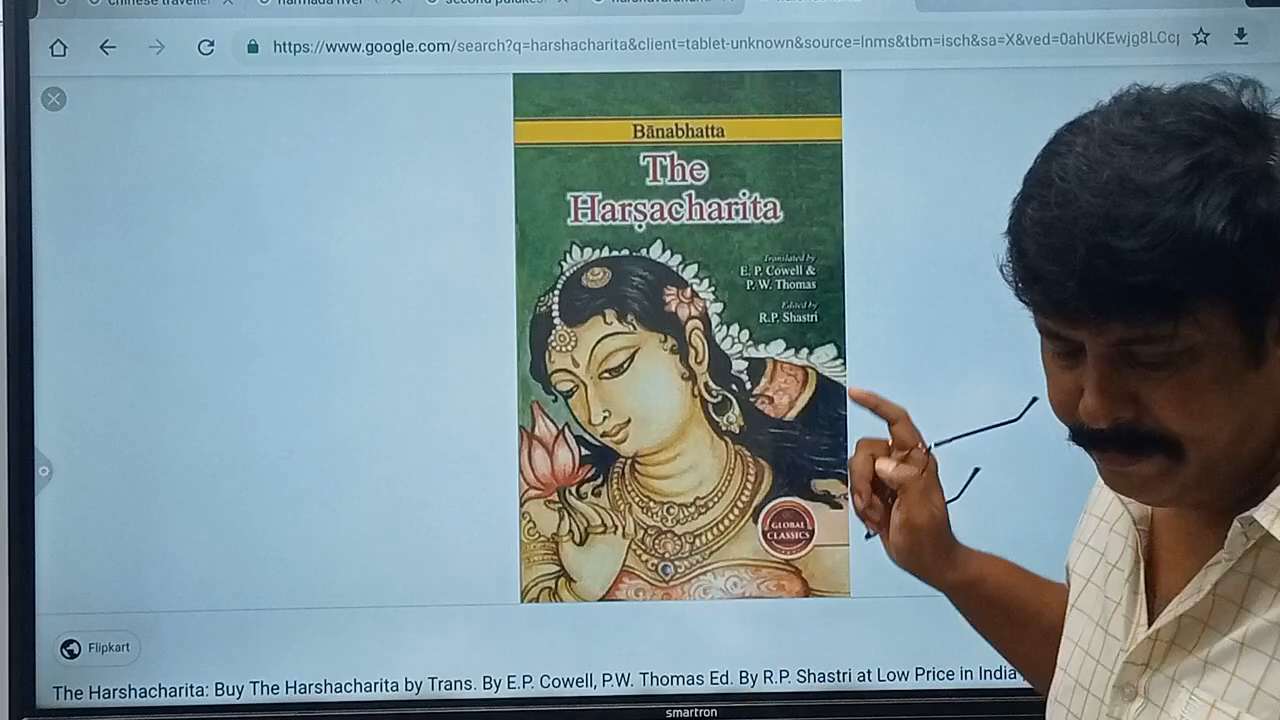 https://www.google.com/search?q=harshacharita&client=tablet-unknown&source=lnms&tbm=isch&sa=X&ved=0ahUKEwjg8LCcj
Bānabhatta
The
Harṣacharita
Translated by
E. P. Cowell &
P. W. Thomas
Edited by
R.P. Shastri
GLOBAL
CLASSICS
Flipkart
The Harshacharita: Buy The Harshacharita by Trans. By E.P. Cowell, P.W. Thomas Ed. By R.P. Shastri at Low Price in India
smartron